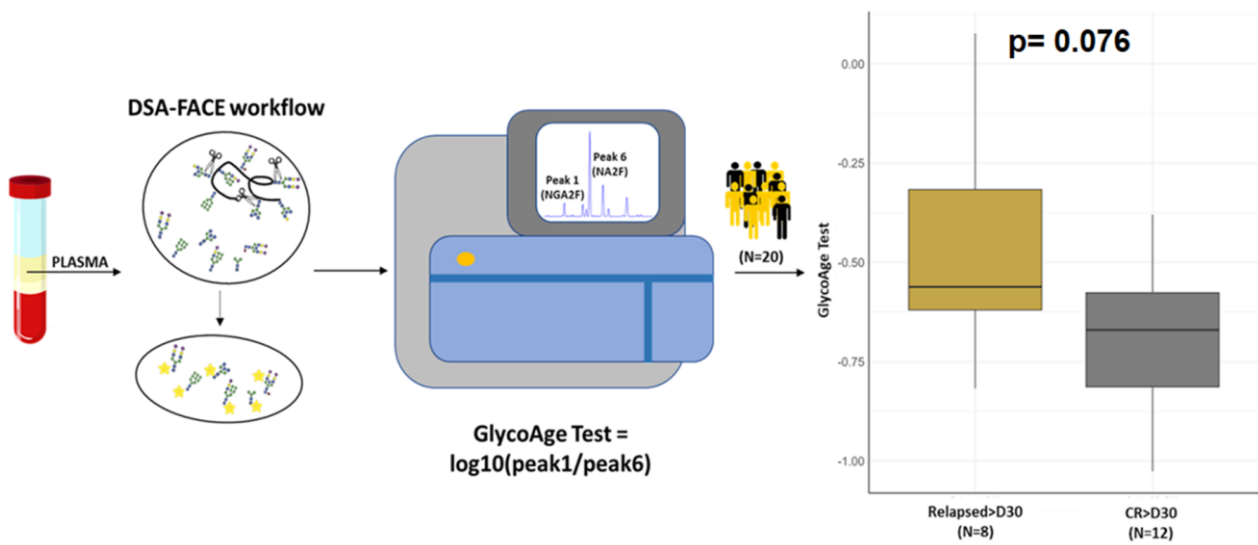 DSA-FACE workflow
PLASMA
Peak 1
(NGA2F)
Peak 6
(NA2F)
GlycoAge Test =
log10(peak1/peak6)
(N=20)
p= 0.076
GlycoAge Test
0.00
-0.25
-0.50
-0.75
-1.00
Relapsed>D30
(N=8)
CR>D30
(N=12)